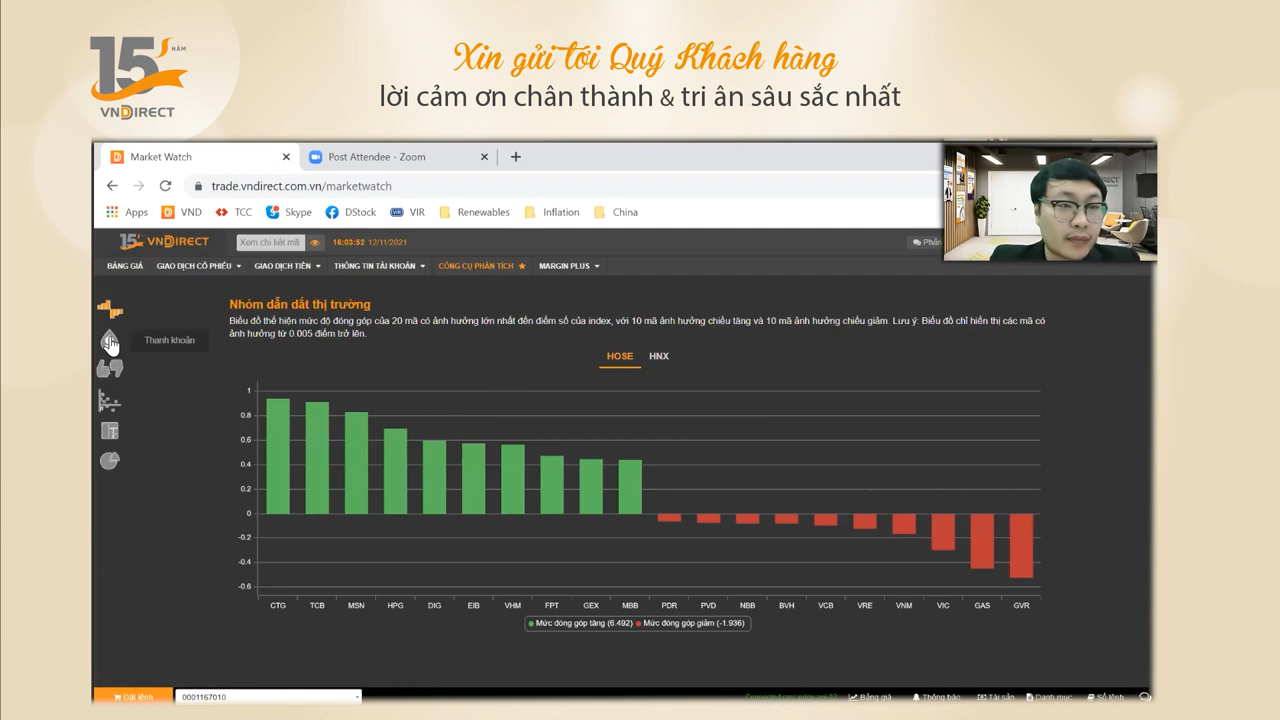 15 NĂM
VNDIRECT
Xin gửi tới Quý Khách hàng
lời cảm ơn chân thành & tri ân sâu sắc nhất
Market Watch
Post Attendee - Zoom
trade.vndirect.com.vn/marketwatch
Apps VND TCC Skype DStock VIR Renewables Inflation China
15 VNDIRECT Xem chi tiết mã 16:03:52 12/11/2021 Phản
BẢNG GIÁ GIAO DỊCH CỔ PHIẾU GIAO DỊCH TIỀN THÔNG TIN TÀI KHOẢN CÔNG CỤ PHÂN TÍCH MARGIN PLUS
Nhóm dẫn dắt thị trường
Biểu đồ thể hiện mức độ đóng góp của 20 mã có ảnh hưởng lớn nhất đến điểm số của index, với 10 mã ảnh hưởng chiều tăng và 10 mã ảnh hưởng chiều giảm. Lưu ý: Biểu đồ chỉ hiển thị các mã có
ảnh hưởng từ 0.005 điểm trở lên.
Thanh khoản
HOSE HNX
1
0.8
0.6
0.4
0.2
0
-0.2
-0.4
-0.6
CTG TCB MSN HPG DIG EIB VHM FPT GEX MBB PDR PVD NBB BVH VCB VRE VNM VIC GAS GVR
Mức đóng góp tăng (6.492) Mức đóng góp giảm (-1.936)
Đặt lệnh 0001167010 Bảng giá Thông báo Tài sản Danh mục Sổ lệnh